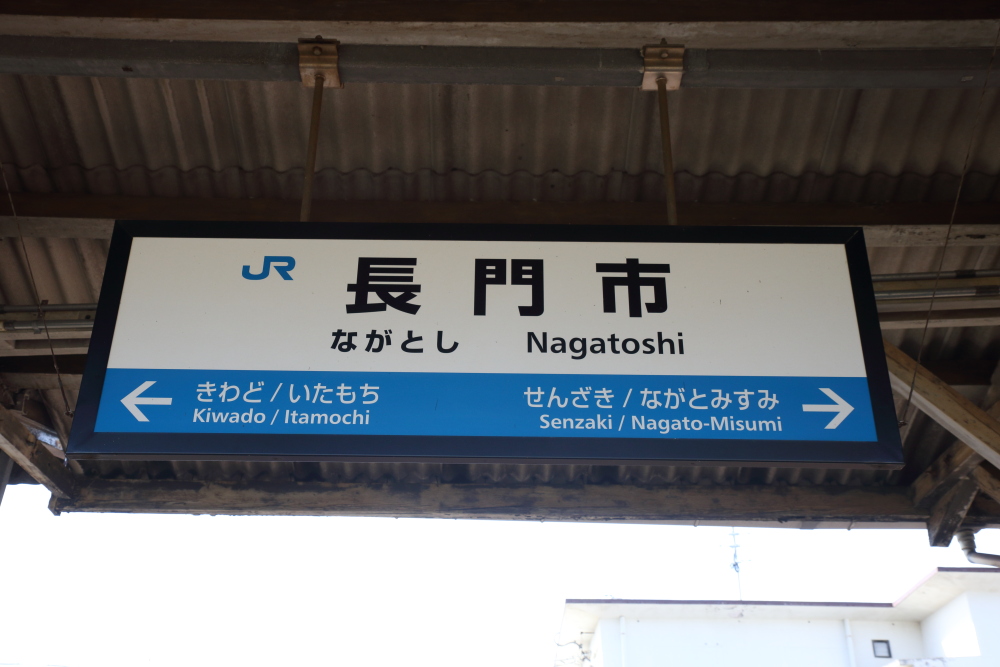 JR 長門市
ながとし Nagatoshi
← きわど/いたもち せんざき/ながとみすみ →
Kiwado / Itamochi Senzaki / Nagato-Misumi